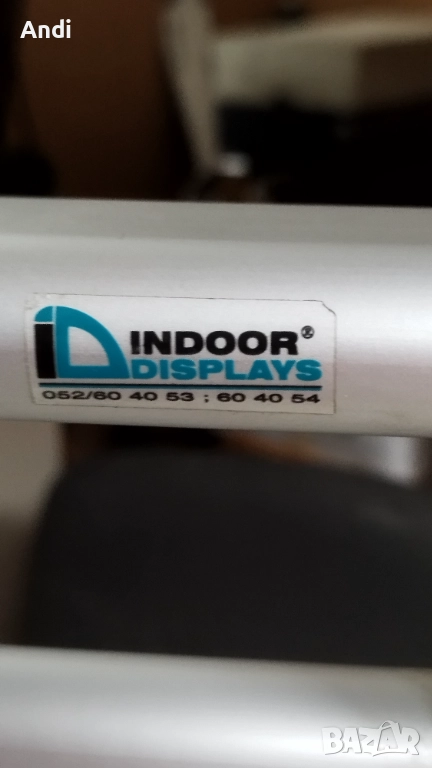 Andi
INDOOR®
DISPLAYS
052/60 40 53 ; 60 40 54
BAZAR